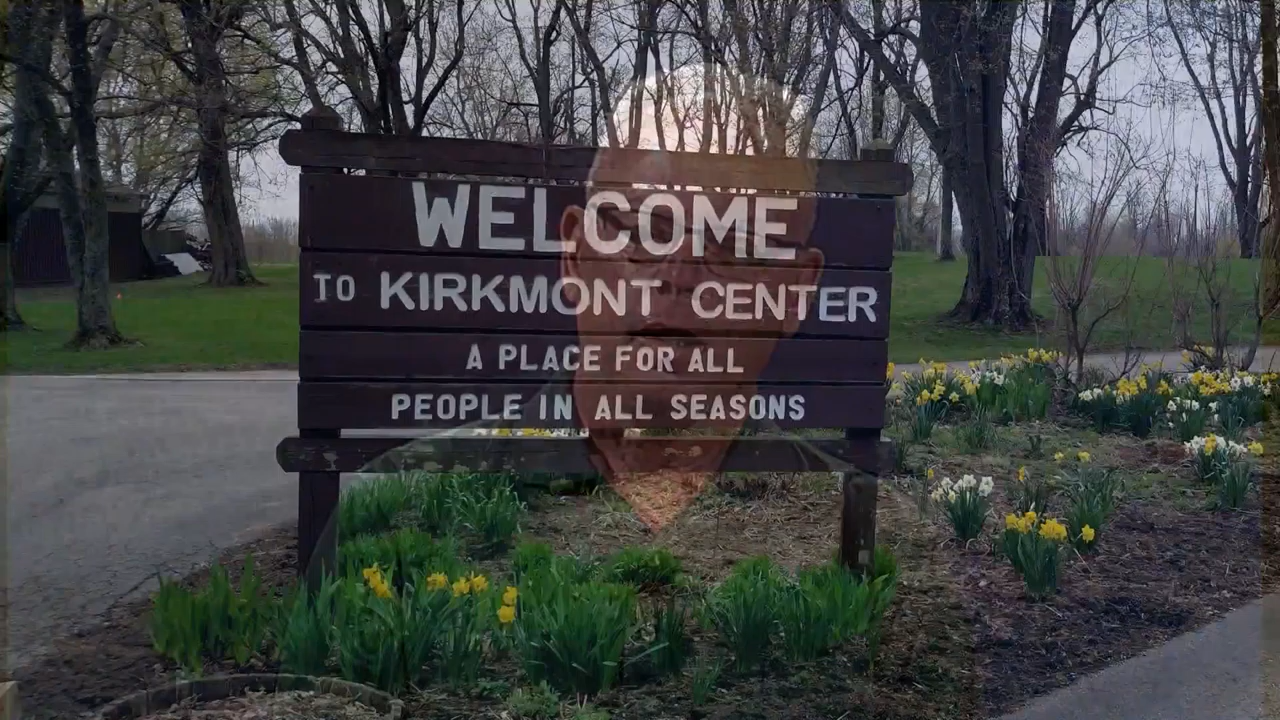 WELCOME
TO KIRKMONT CENTER
A PLACE FOR ALL
PEOPLE IN ALL SEASONS